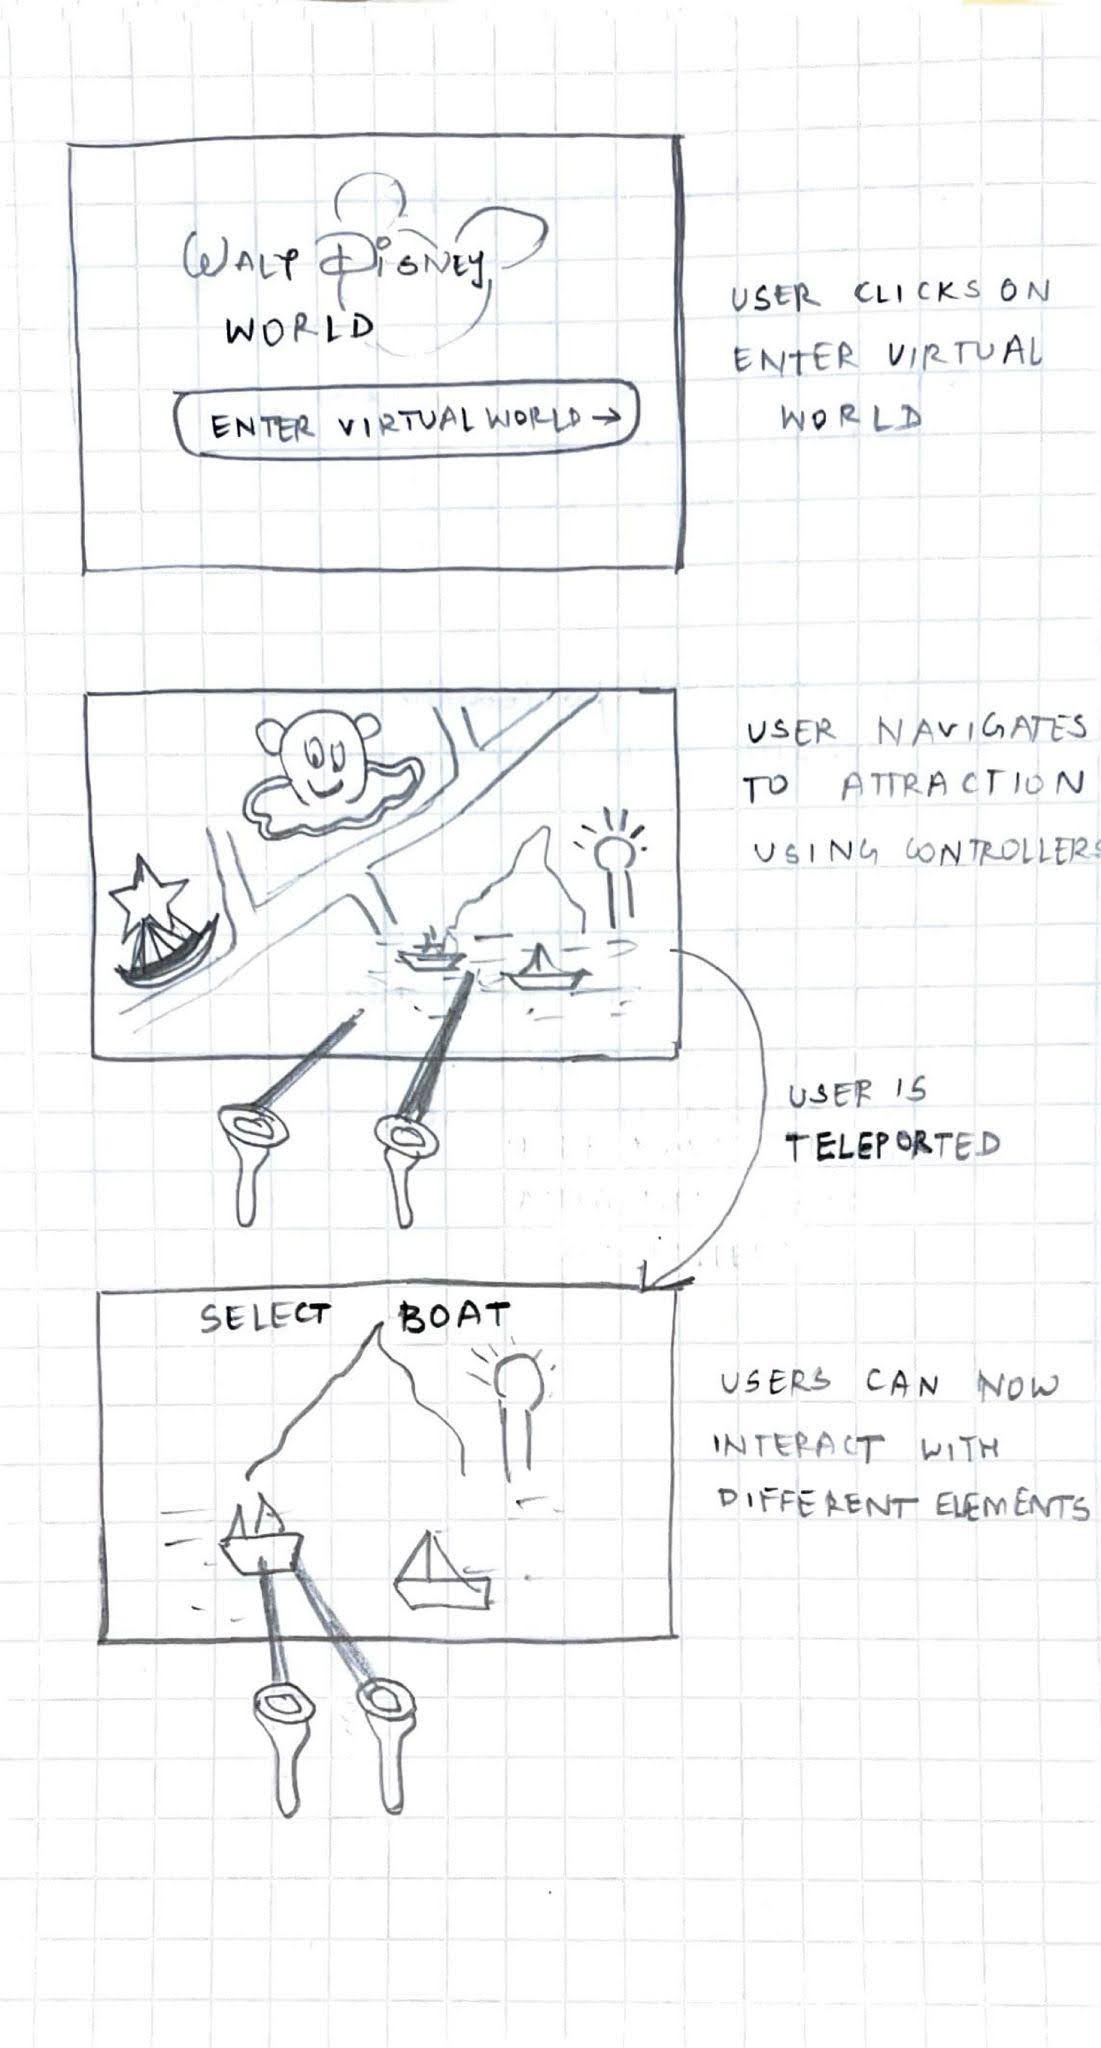 WALT DISNEY
WORLD
ENTER VIRTUAL WORLD →
USER CLICKS ON
ENTER VIRTUAL
WORLD
USER NAVIGATES
TO ATTRACTION
USING CONTROLLERS
USER IS
TELEPORTED
SELECT BOAT
USERS CAN NOW
INTERACT WITH
DIFFERENT ELEMENTS